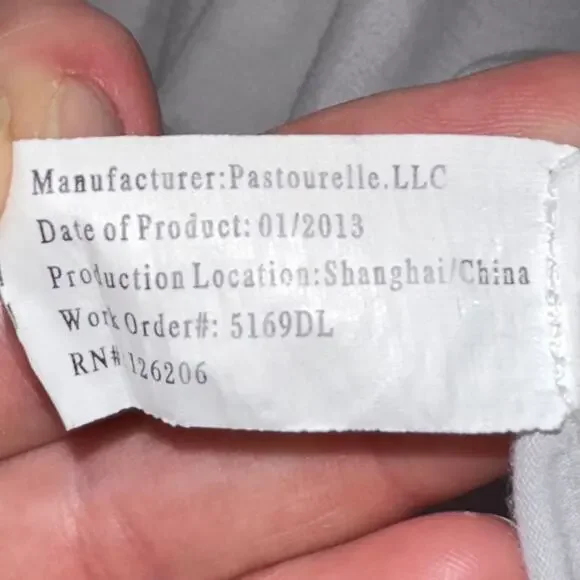 Manufacturer:Pastourelle.LLC
Date of Product: 01/2013
Production Location:Shanghai/China
Work Order#: 5169DL
RN# 126206